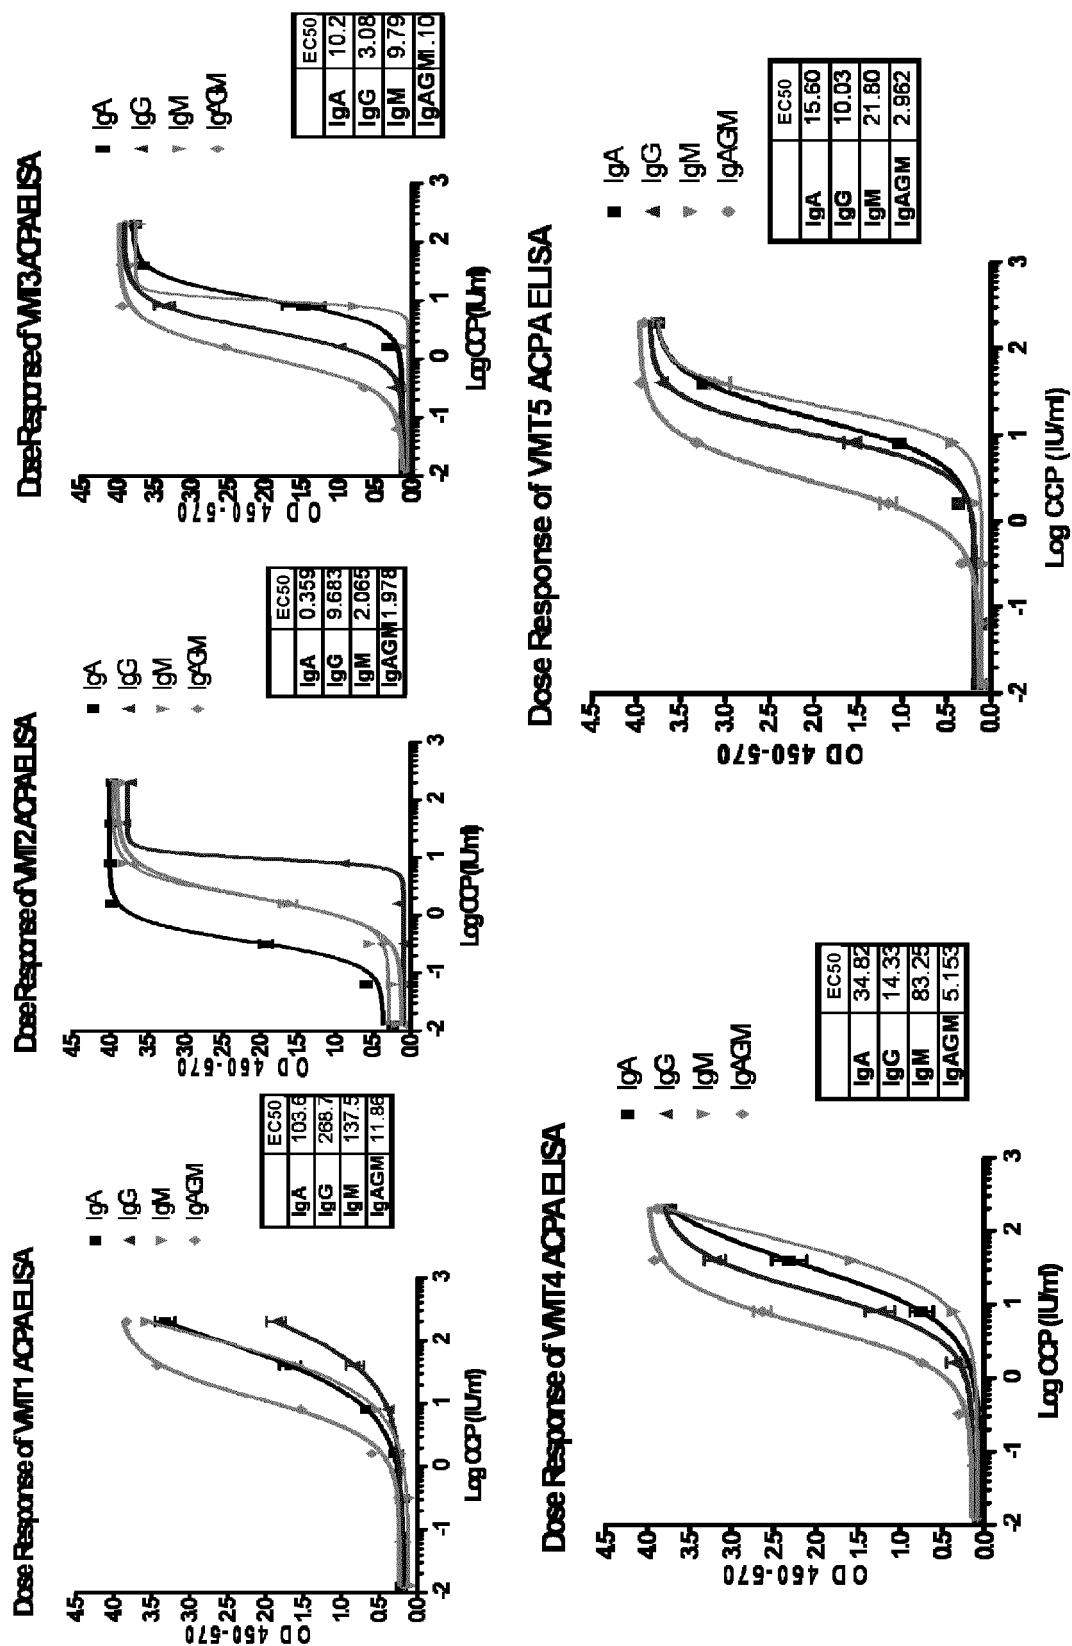 Dose Response of VMT1 ACPA ELISA
4.5
4.0
3.5
3.0
2.5
2.0
1.5
1.0
0.5
0.0
OD 450-570
-2 -1 0 1 2 3
Log CCP (IU/ml)
IgA
IgG
IgM
IgAGM
EC50
IgA 103.6
IgG 268.7
IgM 137.5
IgAGM 11.86
Dose Response of VMT2 ACPA ELISA
4.5
4.0
3.5
3.0
2.5
2.0
1.5
1.0
0.5
0.0
OD 450-570
-2 -1 0 1 2 3
Log CCP (IU/ml)
IgA
IgG
IgM
IgAGM
EC50
IgA 0.359
IgG 9.683
IgM 2.065
IgAGM 1.978
Dose Response of VMT3 ACPA ELISA
4.5
4.0
3.5
3.0
2.5
2.0
1.5
1.0
0.5
0.0
OD 450-570
-2 -1 0 1 2 3
Log CCP (IU/ml)
IgA
IgG
IgM
IgAGM
EC50
IgA 10.2
IgG 3.08
IgM 9.79
IgAGM 1.10
Dose Response of VMT4 ACPA ELISA
4.5
4.0
3.5
3.0
2.5
2.0
1.5
1.0
0.5
0.0
OD 450-570
-2 -1 0 1 2 3
Log CCP (IU/ml)
IgA
IgG
IgM
IgAGM
EC50
IgA 34.82
IgG 14.33
IgM 83.25
IgAGM 5.153
Dose Response of VMT5 ACPA ELISA
4.5
4.0
3.5
3.0
2.5
2.0
1.5
1.0
0.5
0.0
OD 450-570
-2 -1 0 1 2 3
Log CCP (IU/ml)
IgA
IgG
IgM
IgAGM
EC50
IgA 15.60
IgG 10.03
IgM 21.80
IgAGM 2.962